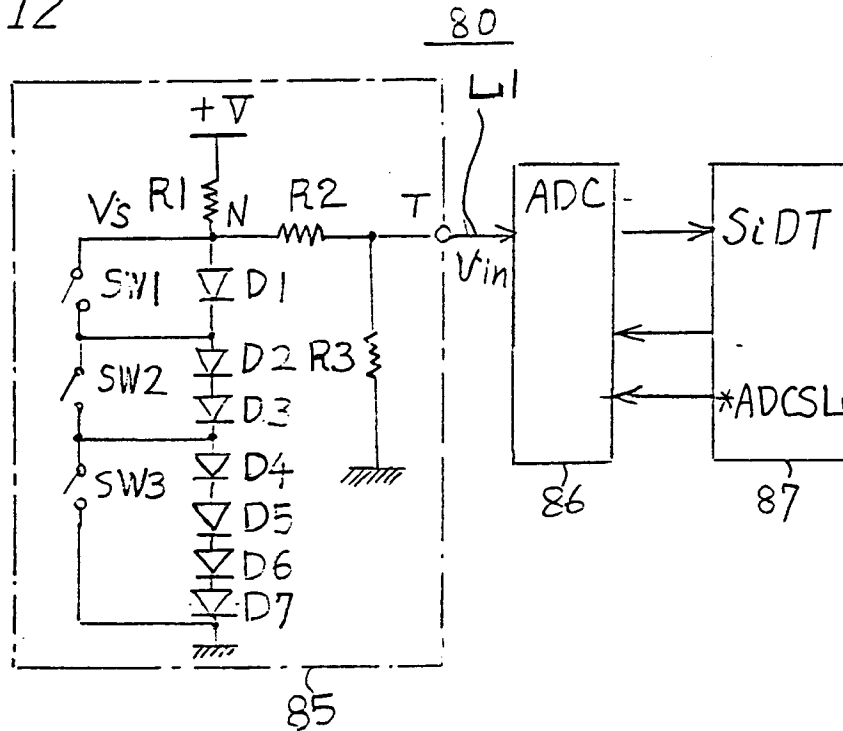 12
80
L1
+V
R1
N
R2
T
Vs
Vin
ADC
SiDT
SW1
D1
SW2
D2
R3
D3
*ADCSL
SW3
D4
D5
D6
D7
86
87
85